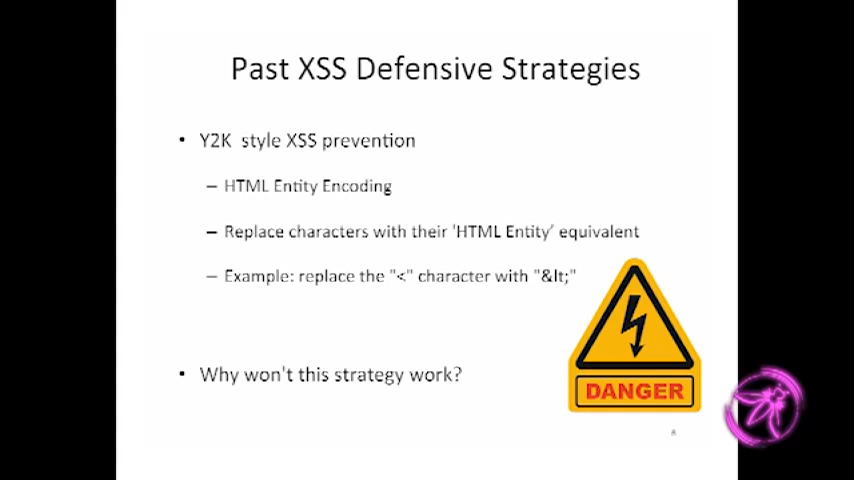 Past XSS Defensive Strategies
• Y2K style XSS prevention
– HTML Entity Encoding
– Replace characters with their 'HTML Entity’ equivalent
– Example: replace the "<" character with "&lt;"
• Why won't this strategy work?
DANGER
8